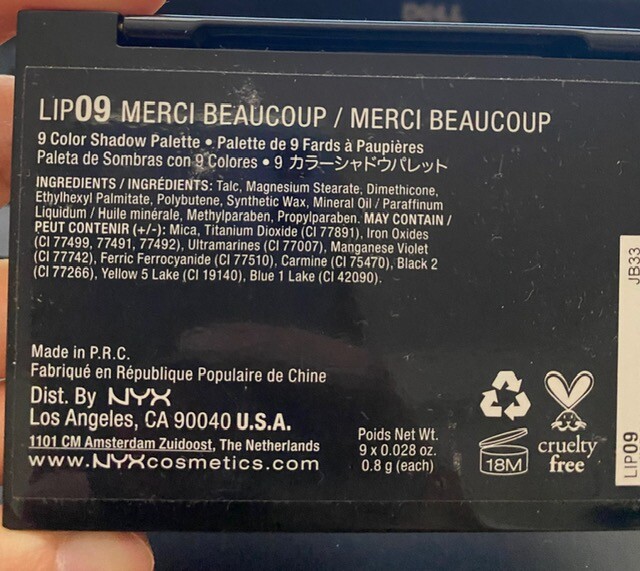 DELL
LIP09 MERCI BEAUCOUP / MERCI BEAUCOUP
9 Color Shadow Palette • Palette de 9 Fards à Paupières
Paleta de Sombras con 9 Colores • 9 カラーシャドウパレット
INGREDIENTS / INGRÉDIENTS: Talc, Magnesium Stearate, Dimethicone,
Ethylhexyl Palmitate, Polybutene, Synthetic Wax, Mineral Oil / Paraffinum
Liquidum / Huile minérale, Methylparaben, Propylparaben. MAY CONTAIN /
PEUT CONTENIR (+/-): Mica, Titanium Dioxide (CI 77891), Iron Oxides
(CI 77499, 77491, 77492), Ultramarines (CI 77007), Manganese Violet
(CI 77742), Ferric Ferrocyanide (CI 77510), Carmine (CI 75470), Black 2
(CI 77266), Yellow 5 Lake (CI 19140), Blue 1 Lake (CI 42090).
Made in P.R.C.
Fabriqué en République Populaire de Chine
Dist. By NYX
Los Angeles, CA 90040 U.S.A.
1101 CM Amsterdam Zuidoost, The Netherlands
www.NYXcosmetics.com
Poids Net Wt.
9 x 0.028 oz.
0.8 g (each)
18M
cruelty
free
JB33
LIP09